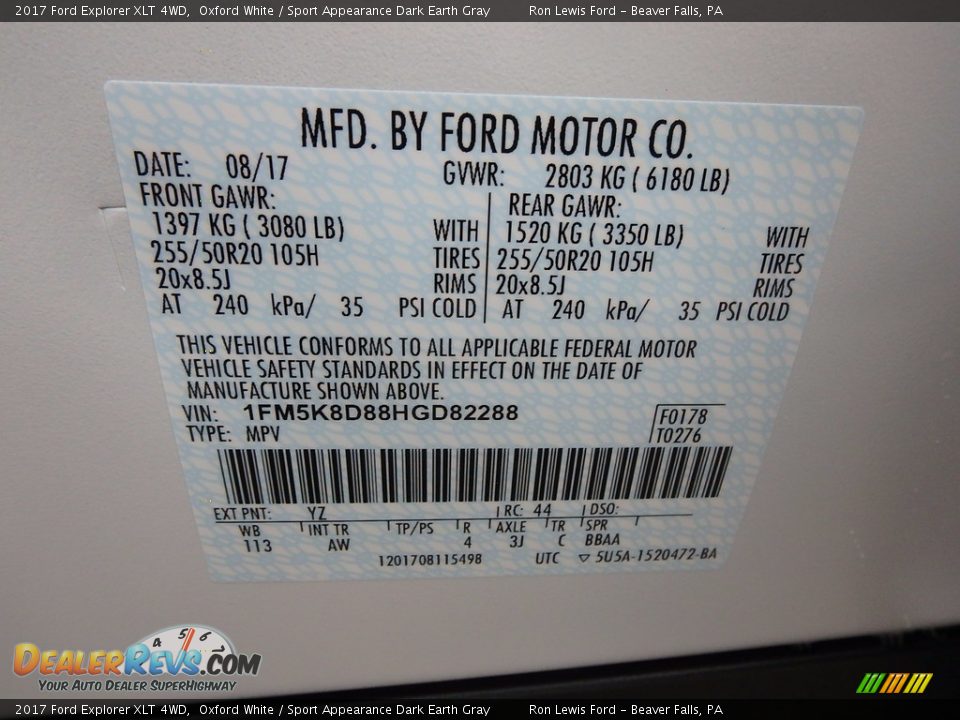 2017 Ford Explorer XLT 4WD, Oxford White / Sport Appearance Dark Earth Gray Ron Lewis Ford - Beaver Falls, PA
MFD. BY FORD MOTOR CO.
DATE: 08/17 GVWR: 2803 KG ( 6180 LB)
FRONT GAWR: REAR GAWR:
1397 KG ( 3080 LB) WITH 1520 KG ( 3350 LB) WITH
255/50R20 105H TIRES 255/50R20 105H TIRES
20x8.5J RIMS 20x8.5J RIMS
AT 240 kPa/ 35 PSI COLD AT 240 kPa/ 35 PSI COLD
THIS VEHICLE CONFORMS TO ALL APPLICABLE FEDERAL MOTOR
VEHICLE SAFETY STANDARDS IN EFFECT ON THE DATE OF
MANUFACTURE SHOWN ABOVE.
VIN: 1FM5K8D88HGD82288 F0178
TYPE: MPV T0276
EXT PNT: YZ RC: 44 DSO:
WB INT TR TP/PS R AXLE TR SPR
113 AW 4 3J C BBAA
1201708115498 UTC ▽ 5U5A-1520472-BA
4 5 6
DEALERREVS.COM
YOUR AUTO DEALER SUPERHIGHWAY
2017 Ford Explorer XLT 4WD, Oxford White / Sport Appearance Dark Earth Gray Ron Lewis Ford - Beaver Falls, PA